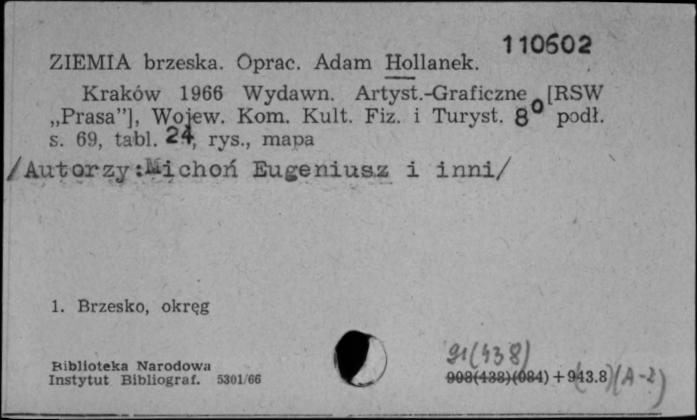 110602
ZIEMIA brzeska. Oprac. Adam Hollanek.
Kraków 1966 Wydawn. Artyst.-Graficzne [RSW
„Prasa”], Wojew. Kom. Kult. Fiz. i Turyst. 8° podł.
s. 69, tabl. 24, rys., mapa
/Autorzy:Michoń Eugeniusz i inni/
1. Brzesko, okręg
91(438)
Biblioteka Narodowa
Instytut Bibliograf. 5301/66
908(438)(084) + 943.8 (A-2)